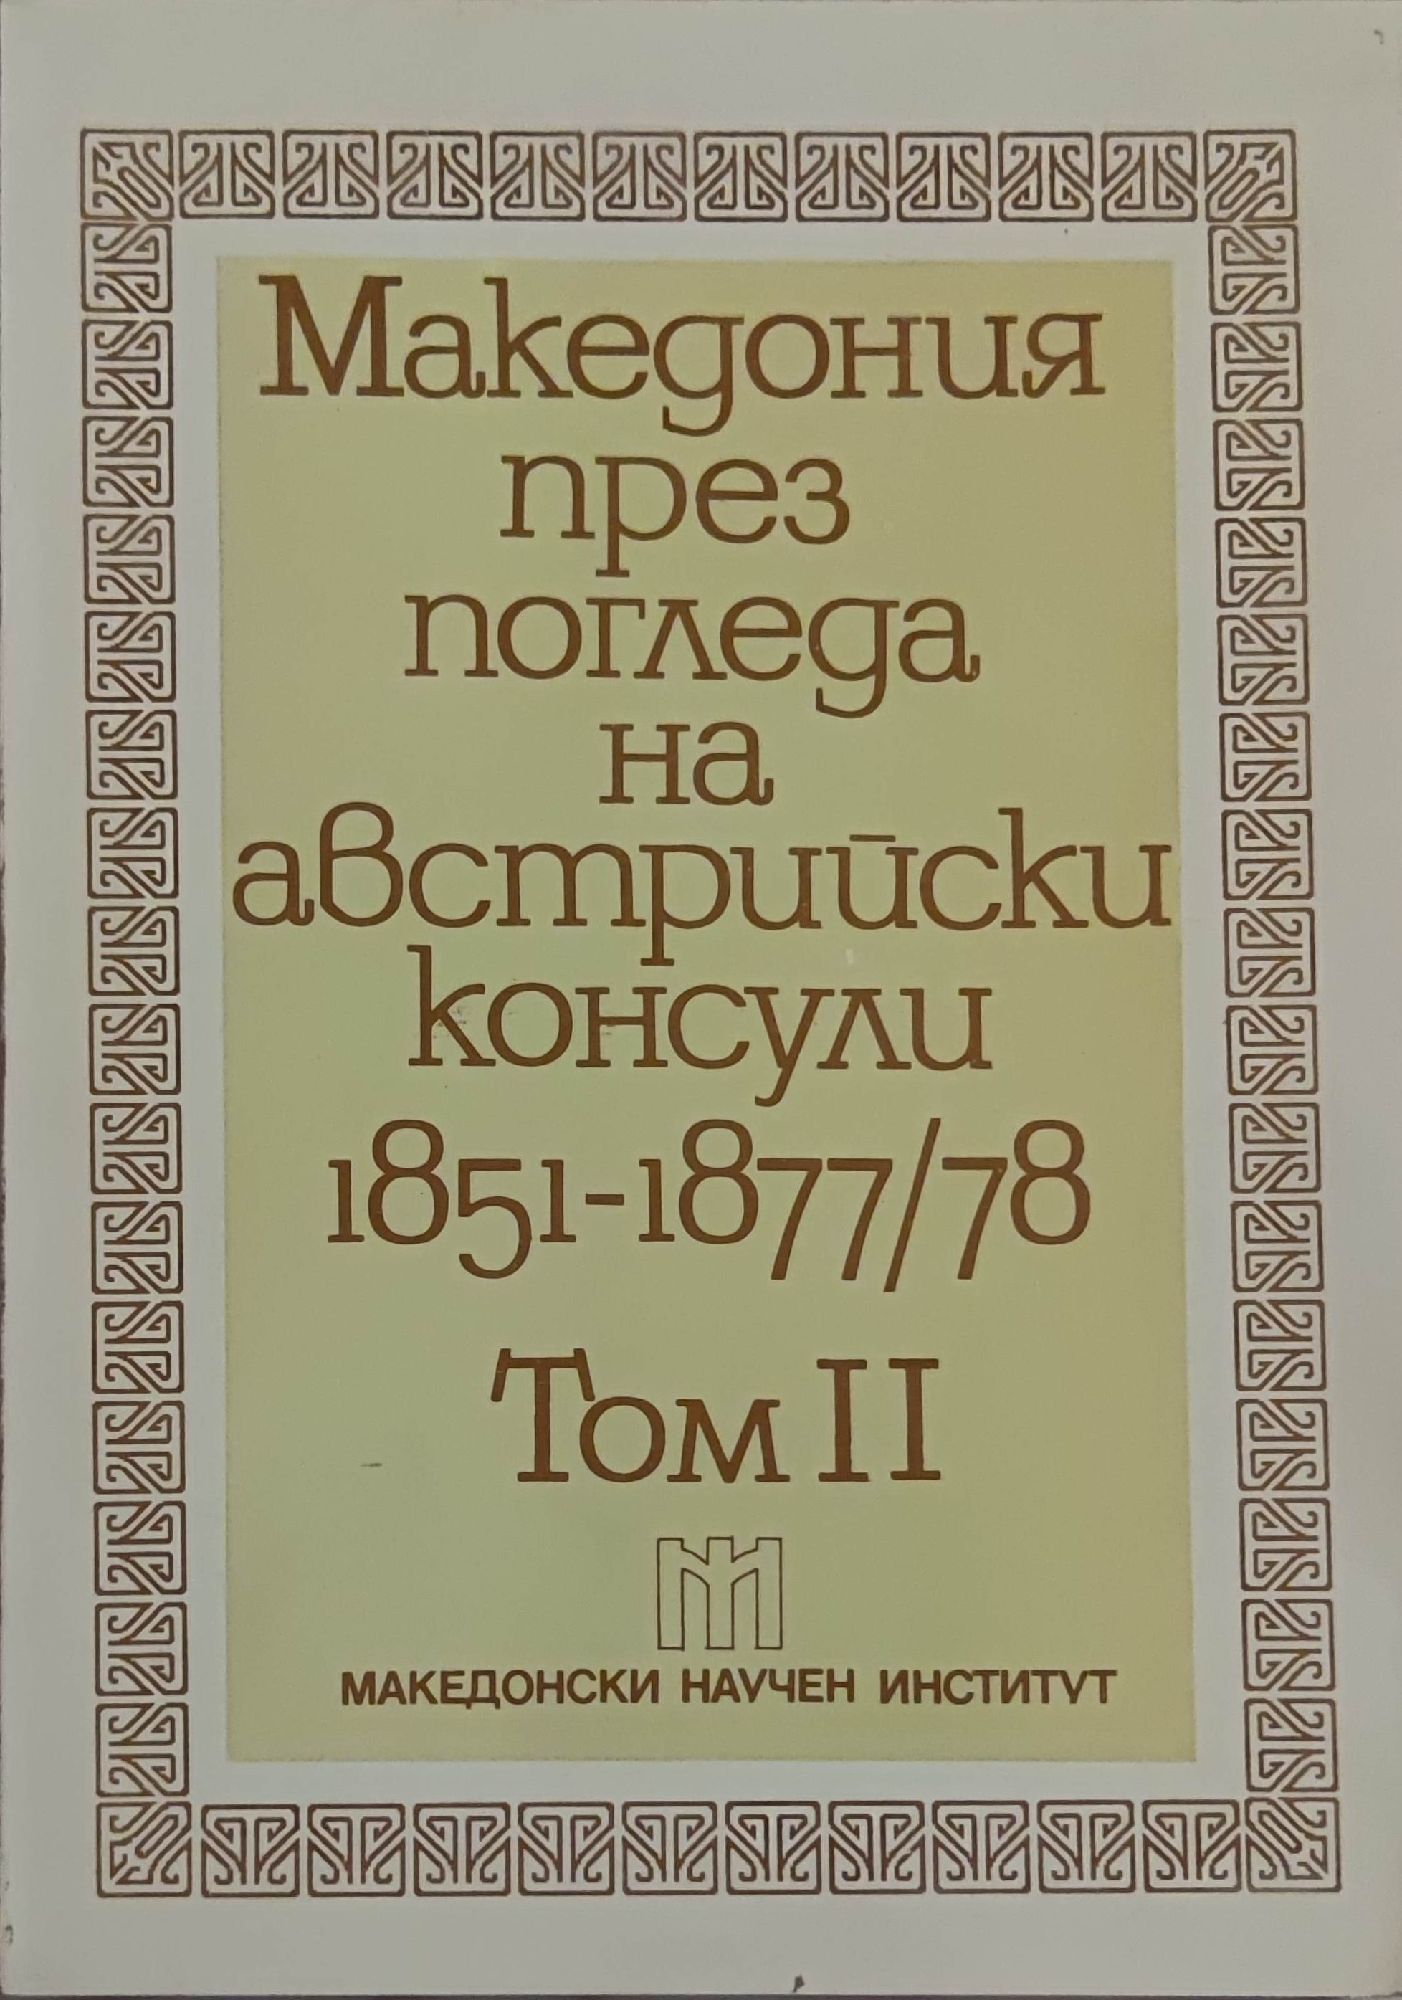 Македония
през
погледа
на
австрийски
консули
1851-1877/78
Том II
МАКЕДОНСКИ НАУЧЕН ИНСТИТУТ